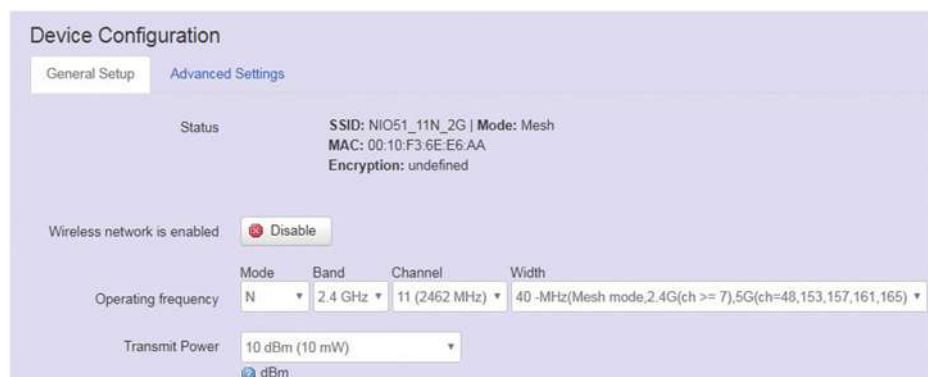 Device Configuration
General Setup Advanced Settings
Status
SSID: NIO51_11N_2G | Mode: Mesh
MAC: 00:10:F3:6E:E6:AA
Encryption: undefined
Wireless network is enabled Disable
Mode Band Channel Width
Operating frequency N 2.4 GHz 11 (2462 MHz) 40 -MHz(Mesh mode,2.4G(ch >= 7),5G(ch=48,153,157,161,165)
Transmit Power 10 dBm (10 mW)
dBm